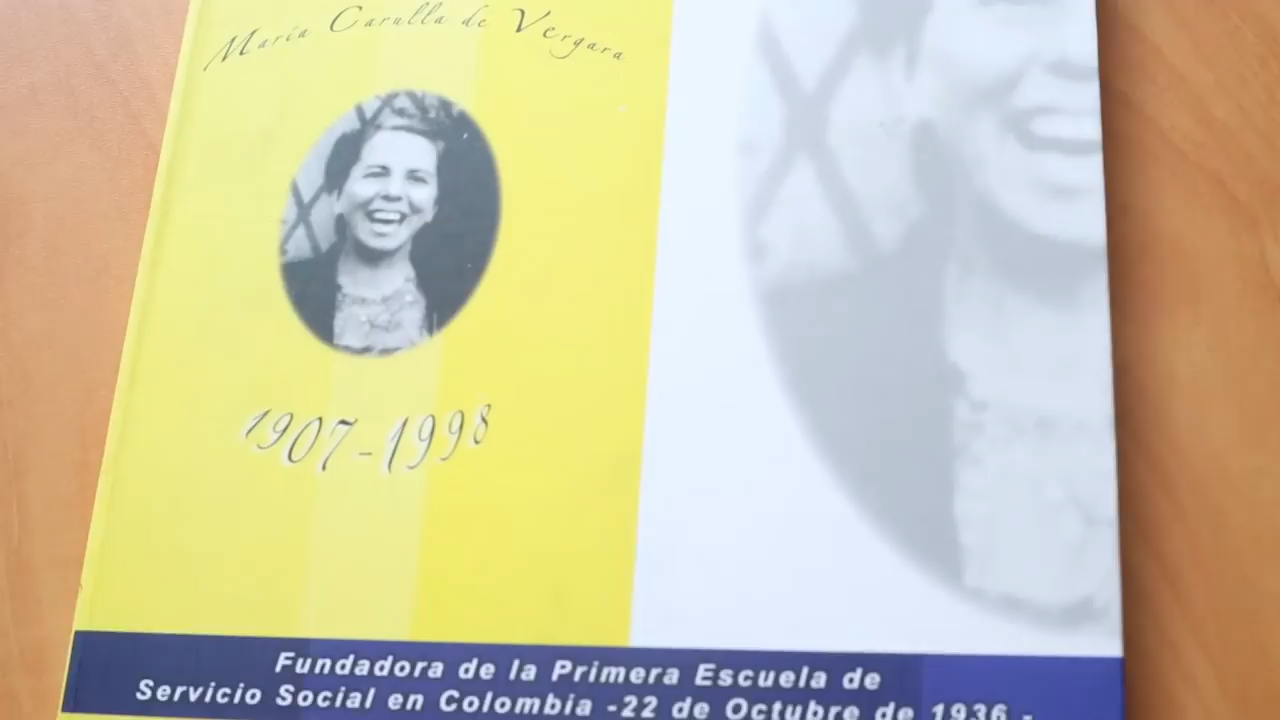 María Carulla de Vergara
1907-1998
Fundadora de la Primera Escuela de
Servicio Social en Colombia -22 de Octubre de 1936 -